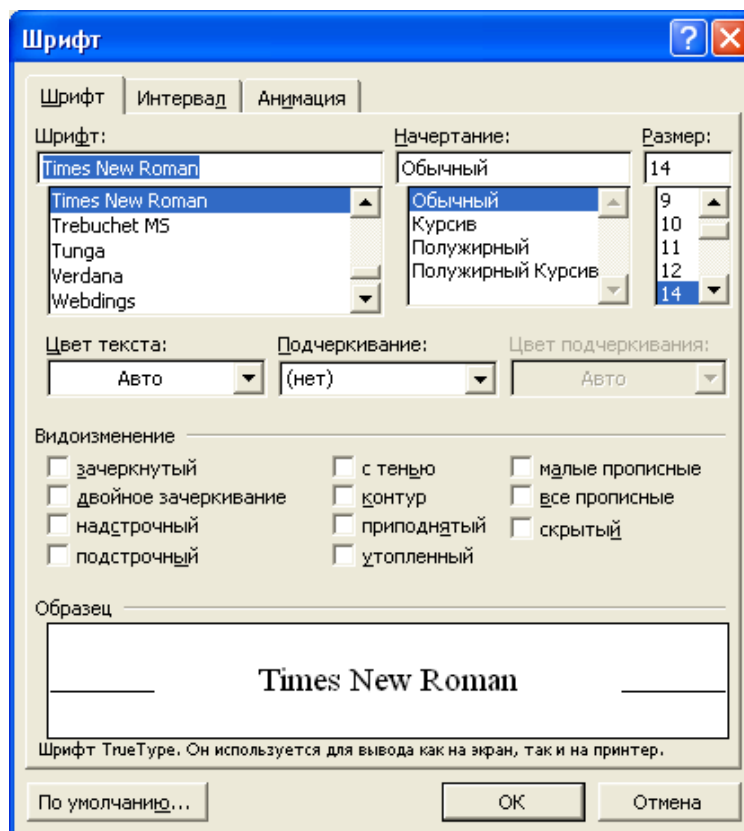 Шрифт
Шрифт Интервал Анимация
Шрифт: Начертание: Размер:
Times New Roman Обычный 14
Times New Roman Обычный 9
Trebuchet MS Курсив 10
Tunga Полужирный 11
Verdana Полужирный Курсив 12
Webdings 14
Цвет текста: Подчеркивание: Цвет подчеркивания:
Авто (нет) Авто
Видоизменение
зачеркнутый с тенью малые прописные
двойное зачеркивание контур все прописные
надстрочный приподнятый скрытый
подстрочный утопленный
Образец
Times New Roman
Шрифт TrueType. Он используется для вывода как на экран, так и на принтер.
По умолчанию... ОК Отмена